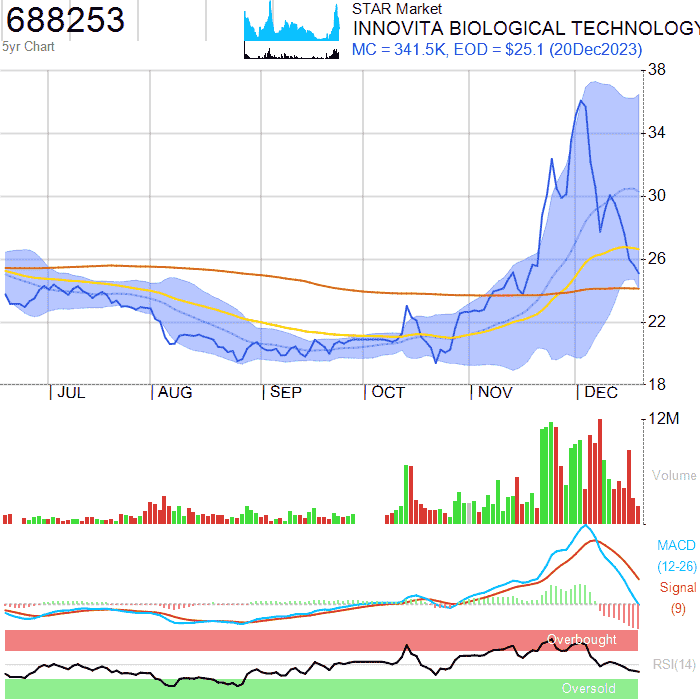 688253
5yr Chart
STAR Market
INNOVITA BIOLOGICAL TECHNOLOGY
MC = 341.5K, EOD = $25.1 (20Dec2023)
38
34
30
26
22
18
JUL AUG SEP OCT NOV DEC
12M
Volume
MACD
(12-26)
Signal
(9)
Overbought
RSI(14)
Oversold